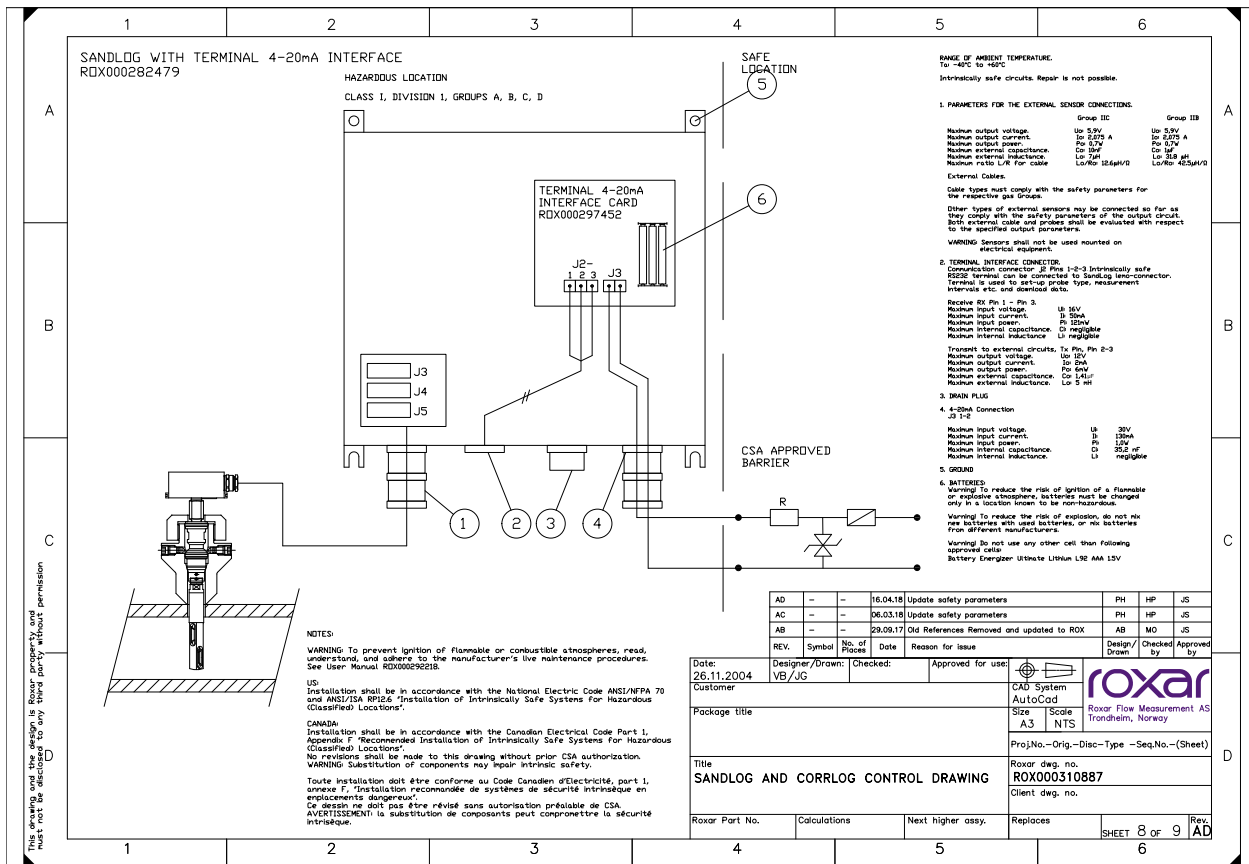 1 2 3 4 5 6
SANDLOG WITH TERMINAL 4-20mA INTERFACE
ROX000282479
HAZARDOUS LOCATION
CLASS I, DIVISION 1, GROUPS A, B, C, D
SAFE
LOCATION
5
TERMINAL 4-20mA
INTERFACE CARD
ROX000297452
6
J2-
1 2 3 J3
J3
J4
J5
CSA APPROVED
BARRIER
R
1 2 3 4
A
B
C
D
A
B
C
D
RANGE OF AMBIENT TEMPERATURE.
Ta: -40°C to +60°C
Intrinsically safe circuits. Repair is not possible.
1. PARAMETERS FOR THE EXTERNAL SENSOR CONNECTIONS.
Group IIC Group IIB
Maximum output voltage. Uo: 5,9V Uo: 5,9V
Maximum output current. Io: 2,075 A Io: 2,075 A
Maximum output power. Po: 0,7W Po: 0,7W
Maximum external capacitance. Co: 10nF Co: 1µF
Maximum external inductance. Lo: 7µH Lo: 31,8 µH
Maximum ratio L/R for cable Lo/Ro: 12,6µH/Ω Lo/Ro: 42,5µH/Ω
External Cables.
Cable types must comply with the safety parameters for
the respective gas Groups.
Other types of external sensors may be connected so far as
they comply with the safety parameters of the output circuit.
Both external cable and probes shall be evaluated with respect
to the specified output parameters.
WARNING: Sensors shall not be used mounted on
electrical equipment.
2. TERMINAL INTERFACE CONNECTOR.
Communication connector j2 Pins 1-2-3 Intrinsically safe
RS232 terminal can be connected to SandLog lemo-connector.
Terminal is used to set-up probe type, measurement
intervals etc. and download data.
Receive RX Pin 1 - Pin 3.
Maximum input voltage. Ui: 16V
Maximum input current. Ii: 50mA
Maximum input power. Pi: 121mW
Maximum internal capacitance. Ci: negligible
Maximum internal inductance Li: negligible
Transmit to external circuits, Tx Pin, Pin 2-3
Maximum output voltage. Uo: 12V
Maximum output current. Io: 2mA
Maximum output power. Po: 6mW
Maximum external capacitance. Co: 1,41µF
Maximum external inductance. Lo: 5 mH
3. DRAIN PLUG
4. 4-20mA Connection
J3 1-2
Maximum input voltage. Ui: 30V
Maximum input current. Ii: 130mA
Maximum input power. Pi: 1,0W
Maximum internal capacitance. Ci: 35,2 nF
Maximum internal inductance. Li: negligible
5. GROUND
6. BATTERIES:
Warning! To reduce the risk of ignition of a flammable
or explosive atmosphere, batteries must be changed
only in a location known to be non-hazardous.
Warning! To reduce the risk of explosion, do not mix
new batteries with used batteries, or mix batteries
from different manufacturers.
Warning! Do not use any other cell than following
approved cells:
Battery Energizer Ultimate Lithium L92 AAA 1.5V
NOTES:
WARNING: To prevent ignition of flammable or combustible atmospheres, read,
understand, and adhere to the manufacturer's live maintenance procedures.
See User Manual ROX000299218.
US:
Installation shall be in accordance with the National Electric Code ANSI/NFPA 70
and ANSI/ISA RP12.6 "Installation of Intrinsically Safe Systems for Hazardous
(Classified) Locations".
CANADA:
Installation shall be in accordance with the Canadian Electrical Code Part 1,
Appendix F "Recommended Installation of Intrinsically Safe Systems for Hazardous
(Classified) Locations".
No revisions shall be made to this drawing without prior CSA authorization.
WARNING: Substitution of components may impair intrinsic safety.
Toute installation doit être conforme au Code Canadien d'Electricité, part 1,
annexe F, "Installation recommandée de systèmes de sécurité intrinsèque en
enplacements dangereux".
Ce dessin ne doit pas être révisé sans autorisation préalable de CSA.
AVERTISSEMENT: la substitution de composants peut compromettre la sécurité
intrisèque.
This drawing and the design is Roxar property and
must not be disclosed to any third party without permission
AD - - 16.04.18 Update safety parameters PH HP JS
AC - - 06.03.18 Update safety parameters PH HP JS
AB - - 29.09.17 Old References Removed and updated to ROX AB MO JS
REV. Symbol No. of Places Date Reason for issue Design/Drawn Checked by Approved by
Date: Designer/Drawn: Checked: Approved for use:
26.11.2004 VB/JG
Customer
CAD System
AutoCad
Package title
Size Scale
A3 NTS
roxar
Roxar Flow Measurement AS
Trondheim, Norway
Proj.No.-Orig.-Disc-Type -Seq.No.-(Sheet)
Title
SANDLOG AND CORRLOG CONTROL DRAWING
Roxar dwg. no.
ROX000310887
Client dwg. no.
Roxar Part No. Calculations Next higher assy. Replaces
SHEET 8 OF 9
Rev.
AD
1 2 3 4 5 6